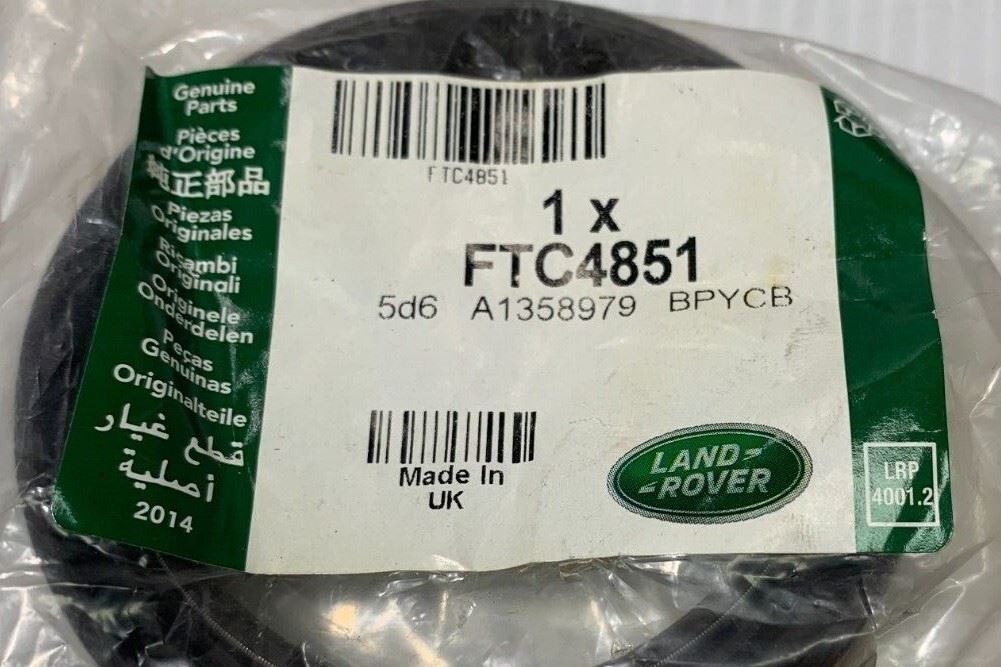 Genuine
Parts
Pièces
d'Origine
純正部品
Piezas
Originales
Ricambi
Originali
Originele
Onderdelen
Peças
Genuinas
Originalteile
قطع غيار
أصلية
2014
FTC4851
1 x
FTC4851
5d6 A1358979 BPYCB
Made In
UK
LAND
ROVER
LRP
4001.2